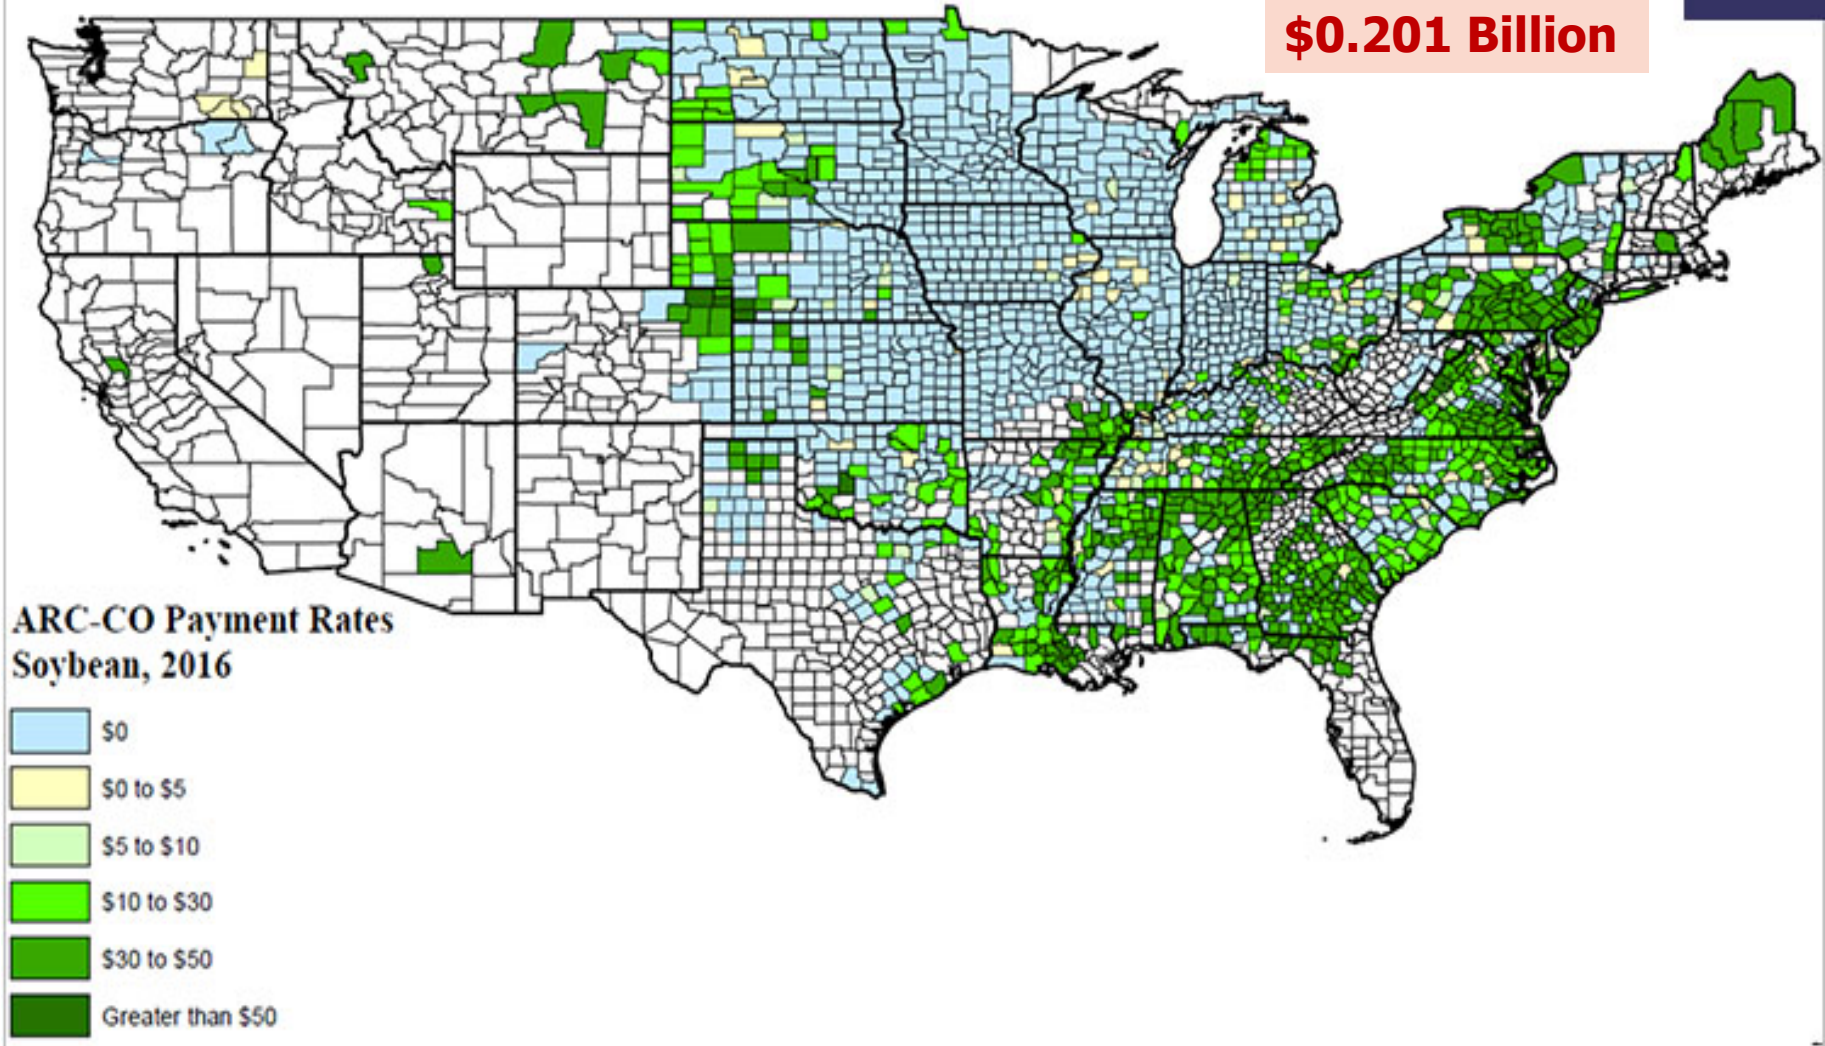 $0.201 Billion
ARC-CO Payment Rates
Soybean, 2016
$0
$0 to $5
$5 to $10
$10 to $30
$30 to $50
Greater than $50